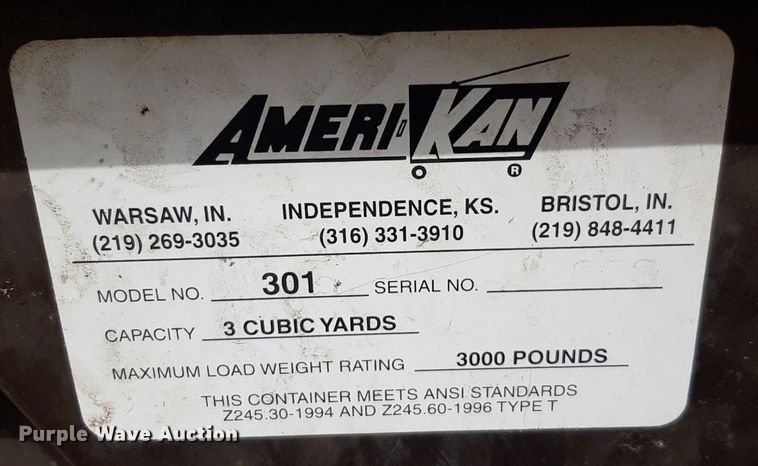 AMERI-KAN
®
WARSAW, IN. INDEPENDENCE, KS. BRISTOL, IN.
(219) 269-3035 (316) 331-3910 (219) 848-4411
MODEL NO. 301 SERIAL NO.
CAPACITY 3 CUBIC YARDS
MAXIMUM LOAD WEIGHT RATING 3000 POUNDS
THIS CONTAINER MEETS ANSI STANDARDS
Z245.30-1994 AND Z245.60-1996 TYPE T
Purple Wave Auction